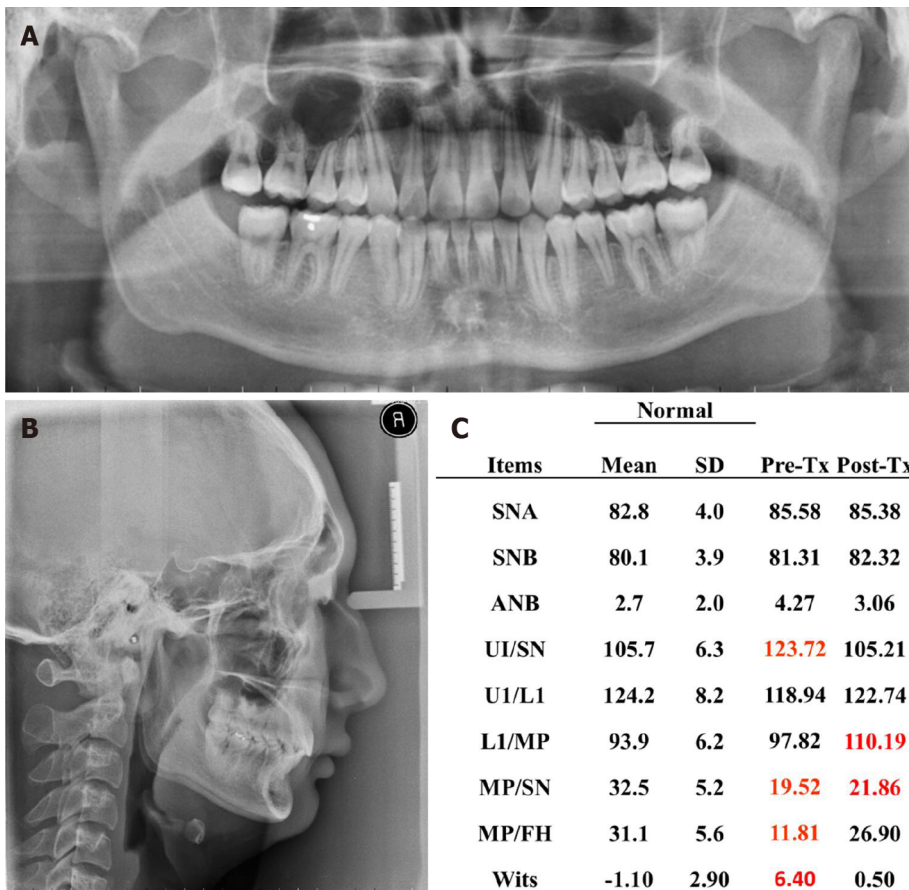 A
B
R
C
Normal
Items Mean SD Pre-Tx Post-Tx
SNA 82.8 4.0 85.58 85.38
SNB 80.1 3.9 81.31 82.32
ANB 2.7 2.0 4.27 3.06
UI/SN 105.7 6.3 123.72 105.21
U1/L1 124.2 8.2 118.94 122.74
L1/MP 93.9 6.2 97.82 110.19
MP/SN 32.5 5.2 19.52 21.86
MP/FH 31.1 5.6 11.81 26.90
Wits -1.10 2.90 6.40 0.50